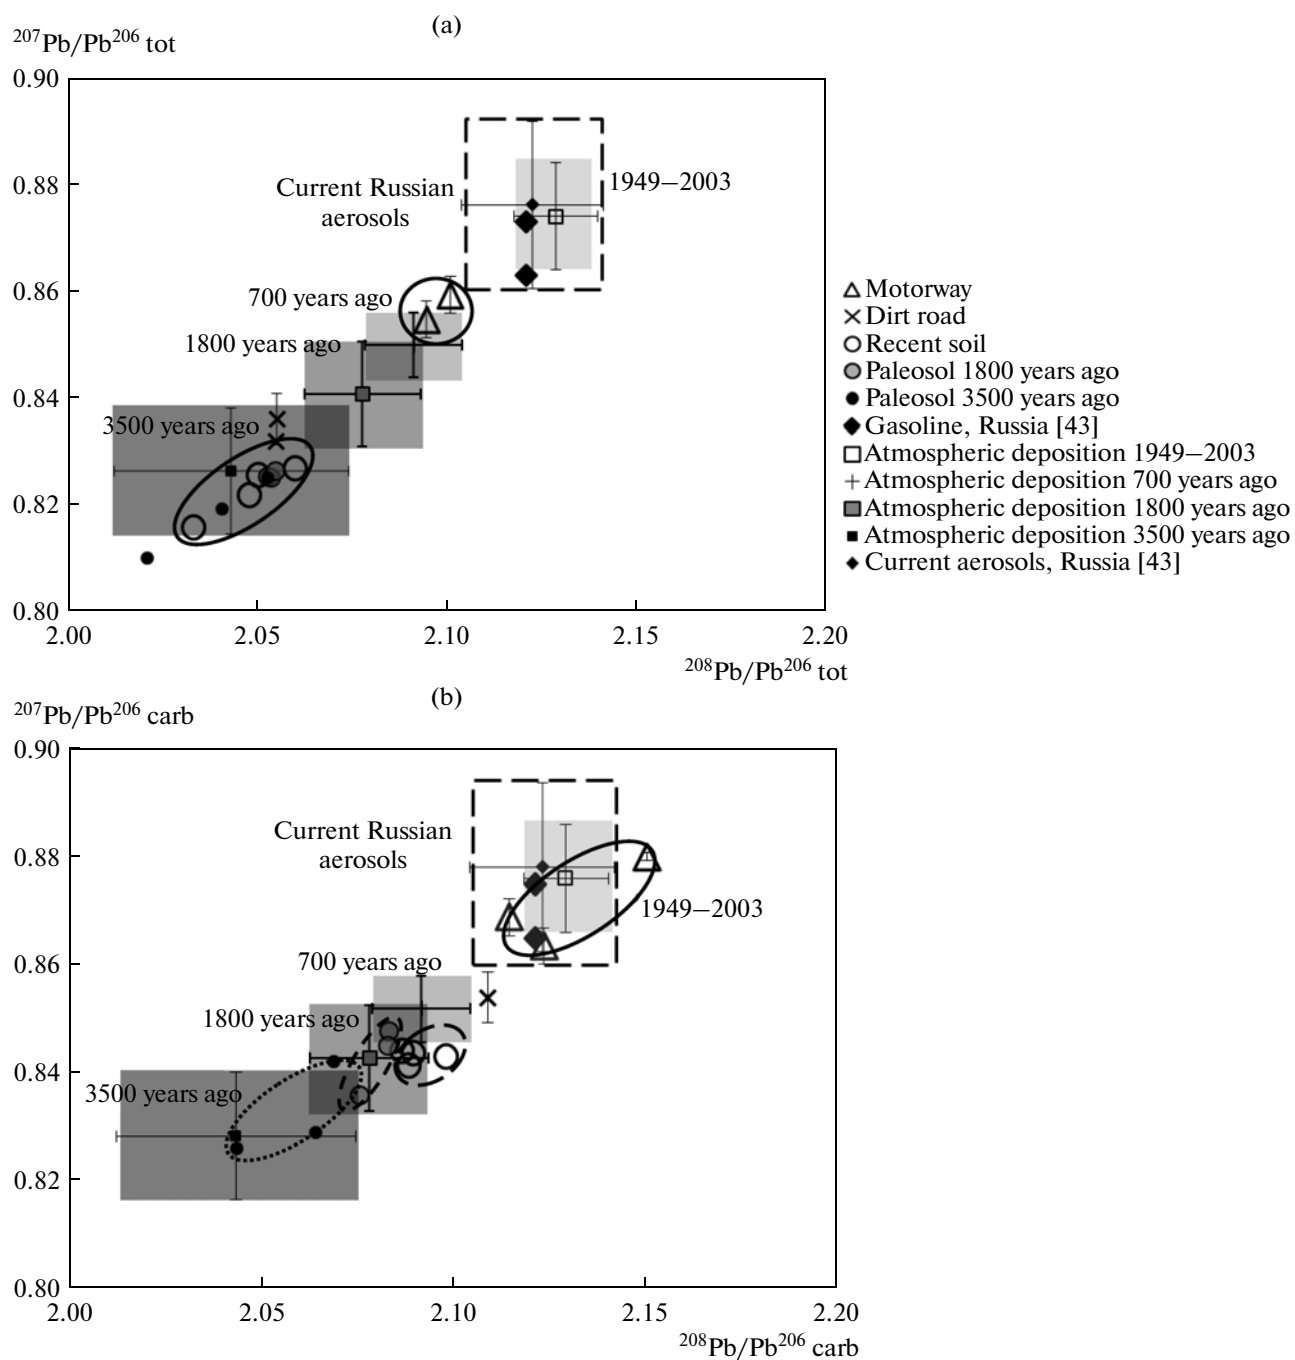 (a)
²⁰⁷Pb/Pb²⁰⁶ tot
0.90
0.88
0.86
0.84
0.82
0.80
Current Russian
aerosols
1949–2003
700 years ago
1800 years ago
3500 years ago
2.00 2.05 2.10 2.15 2.20
²⁰⁸Pb/Pb²⁰⁶ tot
Motorway
Dirt road
Recent soil
Paleosol 1800 years ago
Paleosol 3500 years ago
Gasoline, Russia [43]
Atmospheric deposition 1949–2003
Atmospheric deposition 700 years ago
Atmospheric deposition 1800 years ago
Atmospheric deposition 3500 years ago
Current aerosols, Russia [43]
(b)
²⁰⁷Pb/Pb²⁰⁶ carb
0.90
0.88
0.86
0.84
0.82
0.80
Current Russian
aerosols
1949–2003
700 years ago
1800 years ago
3500 years ago
2.00 2.05 2.10 2.15 2.20
²⁰⁸Pb/Pb²⁰⁶ carb